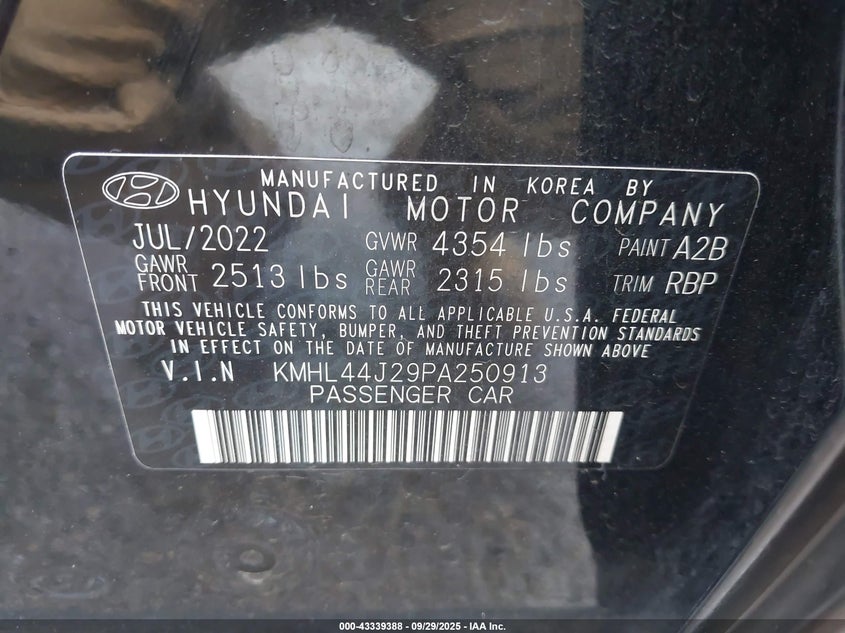 MANUFACTURED IN KOREA BY
HYUNDAI MOTOR COMPANY
JUL/2022 GVWR 4354 lbs PAINT A2B
GAWR FRONT 2513 lbs GAWR REAR 2315 lbs TRIM RBP
THIS VEHICLE CONFORMS TO ALL APPLICABLE U.S.A. FEDERAL
MOTOR VEHICLE SAFETY, BUMPER, AND THEFT PREVENTION STANDARDS
IN EFFECT ON THE DATE OF MANUFACTURE SHOWN ABOVE
V.I.N KMHL44J29PA250913
PASSENGER CAR
000-43339388 - 09/29/2025 - IAA Inc.